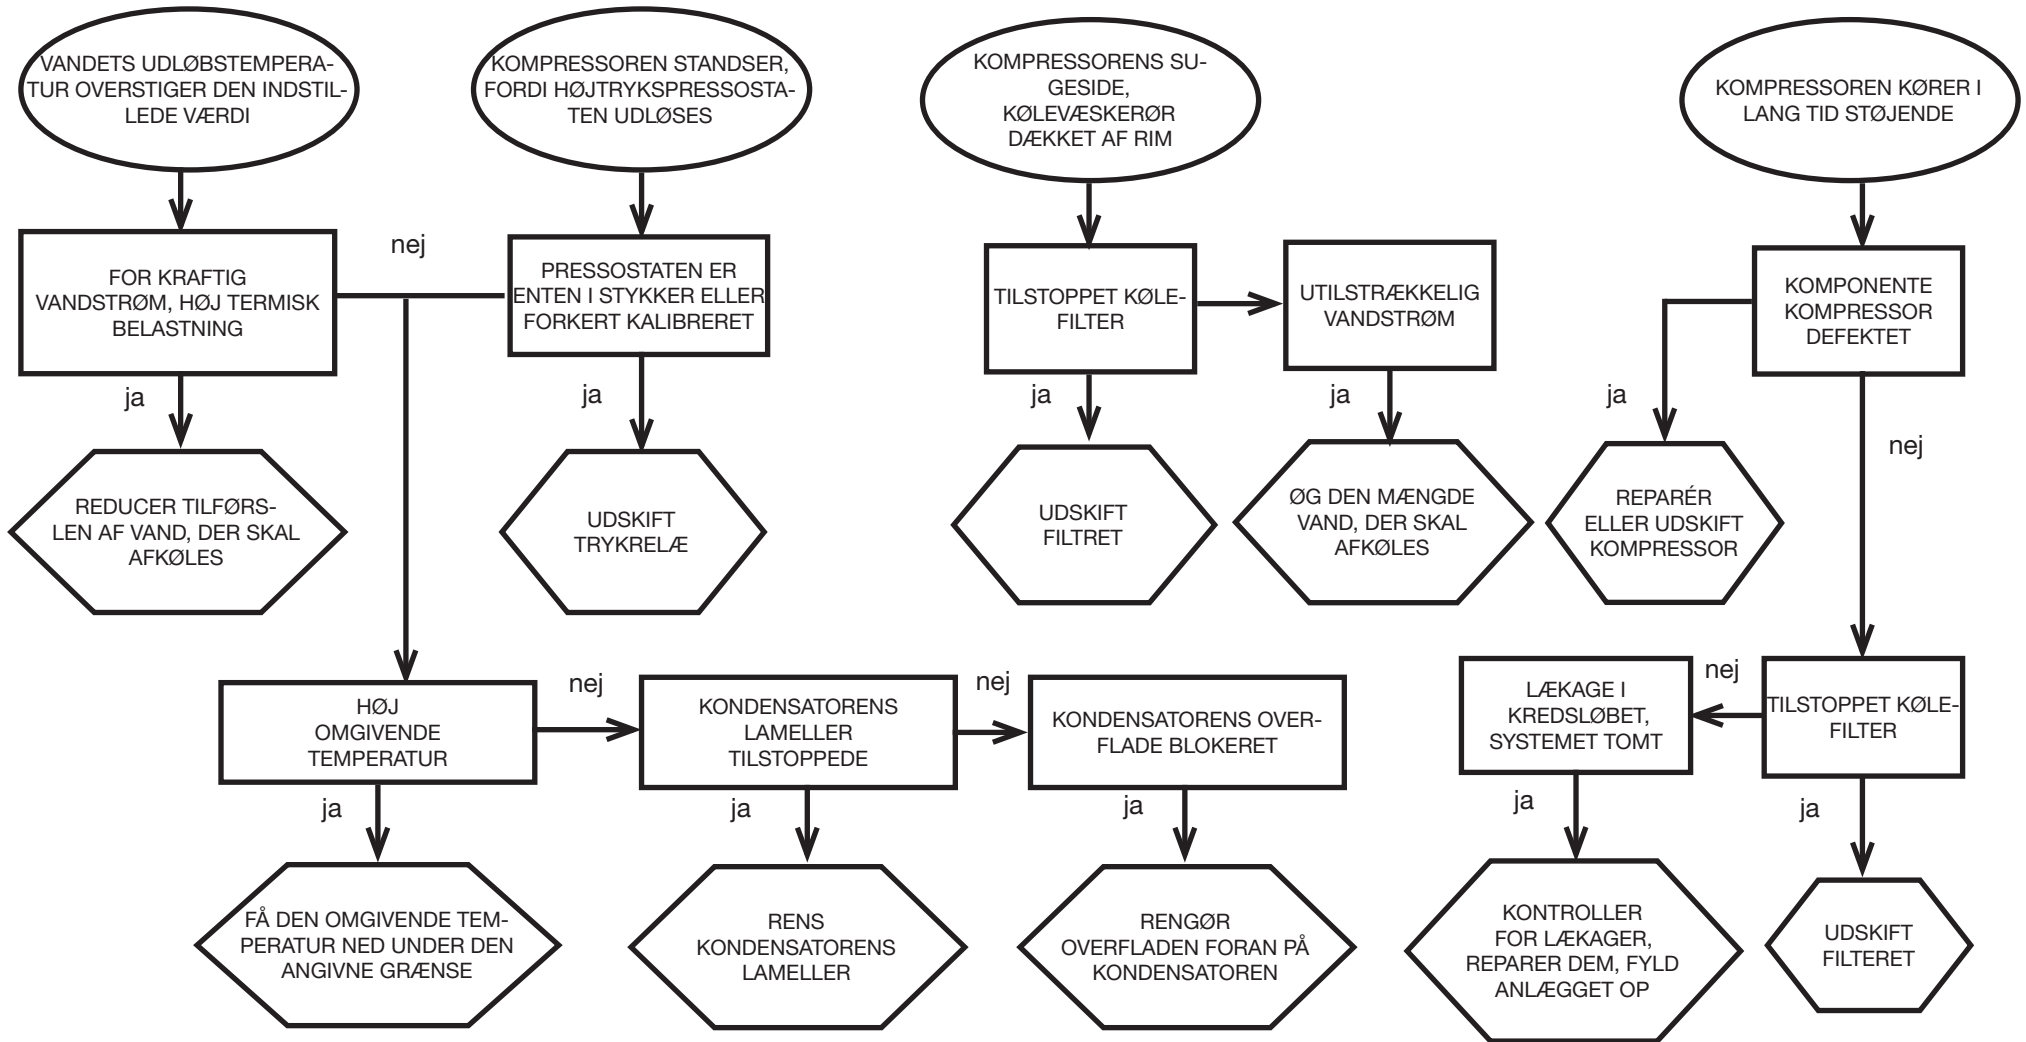 VANDETS UDLØBSTEMPERA-
TUR OVERSTIGER DEN INDSTIL-
LEDE VÆRDI
KOMPRESSOREN STANDSER,
FORDI HØJTRYKSPRESSOSTA-
TEN UDLØSES
KOMPRESSORENS SU-
GESIDE,
KØLEVÆSKERØR
DÆKKET AF RIM
KOMPRESSOREN KØRER I
LANG TID STØJENDE
FOR KRAFTIG
VANDSTRØM, HØJ TERMISK
BELASTNING
nej
PRESSOSTATEN ER
ENTEN I STYKKER ELLER
FORKERT KALIBRERET
TILSTOPPET KØLE-
FILTER
UTILSTRÆKKELIG
VANDSTRØM
KOMPONENTE
KOMPRESSOR
DEFEKTET
ja
ja
ja
ja
ja
nej
REDUCER TILFØRS-
LEN AF VAND, DER SKAL
AFKØLES
UDSKIFT
TRYKRELÆ
UDSKIFT
FILTRET
ØG DEN MÆNGDE
VAND, DER SKAL
AFKØLES
REPARÉR
ELLER UDSKIFT
KOMPRESSOR
HØJ
OMGIVENDE
TEMPERATUR
nej
KONDENSATORENS
LAMELLER
TILSTOPPEDE
nej
KONDENSATORENS OVER-
FLADE BLOKERET
LÆKAGE I
KREDSLØBET,
SYSTEMET TOMT
nej
TILSTOPPET KØLE-
FILTER
ja
ja
ja
ja
ja
FÅ DEN OMGIVENDE TEM-
PERATUR NED UNDER DEN
ANGIVNE GRÆNSE
RENS
KONDENSATORENS
LAMELLER
RENGØR
OVERFLADEN FORAN PÅ
KONDENSATOREN
KONTROLLER
FOR LÆKAGER,
REPARER DEM, FYLD
ANLÆGGET OP
UDSKIFT
FILTERET